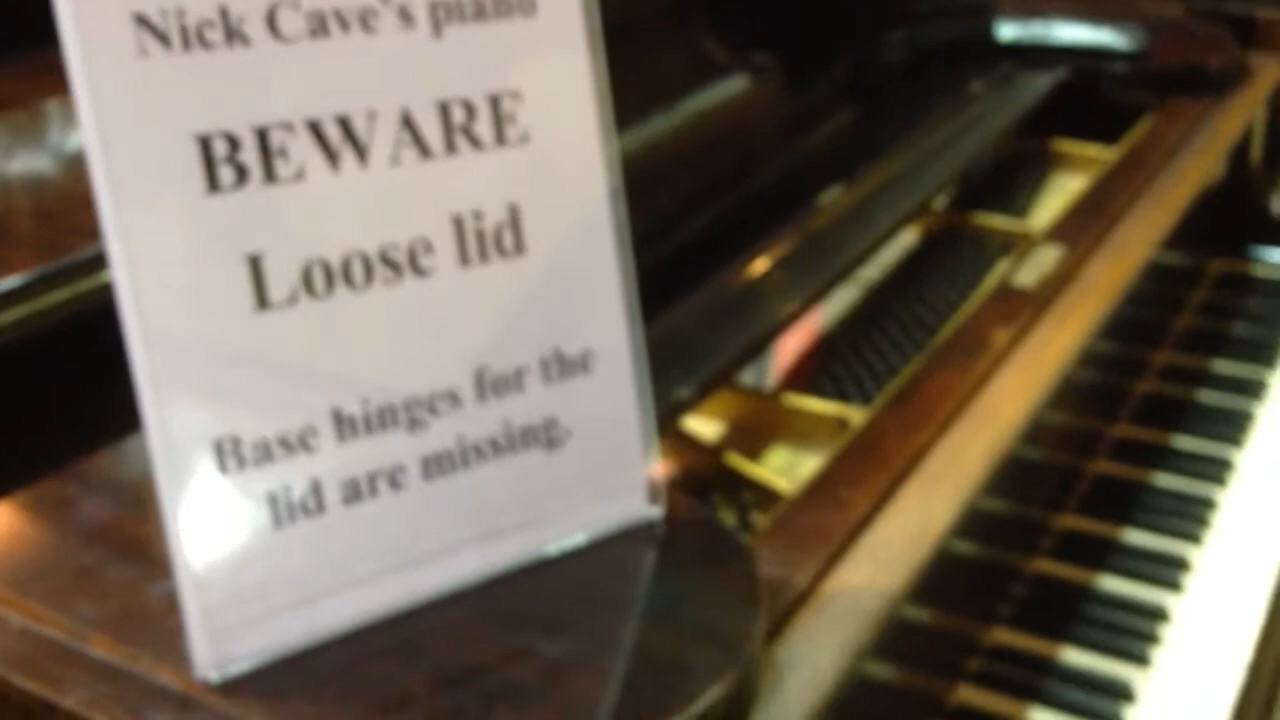 Nick Cave's piano
BEWARE
Loose lid
Base hinges for the
lid are missing.